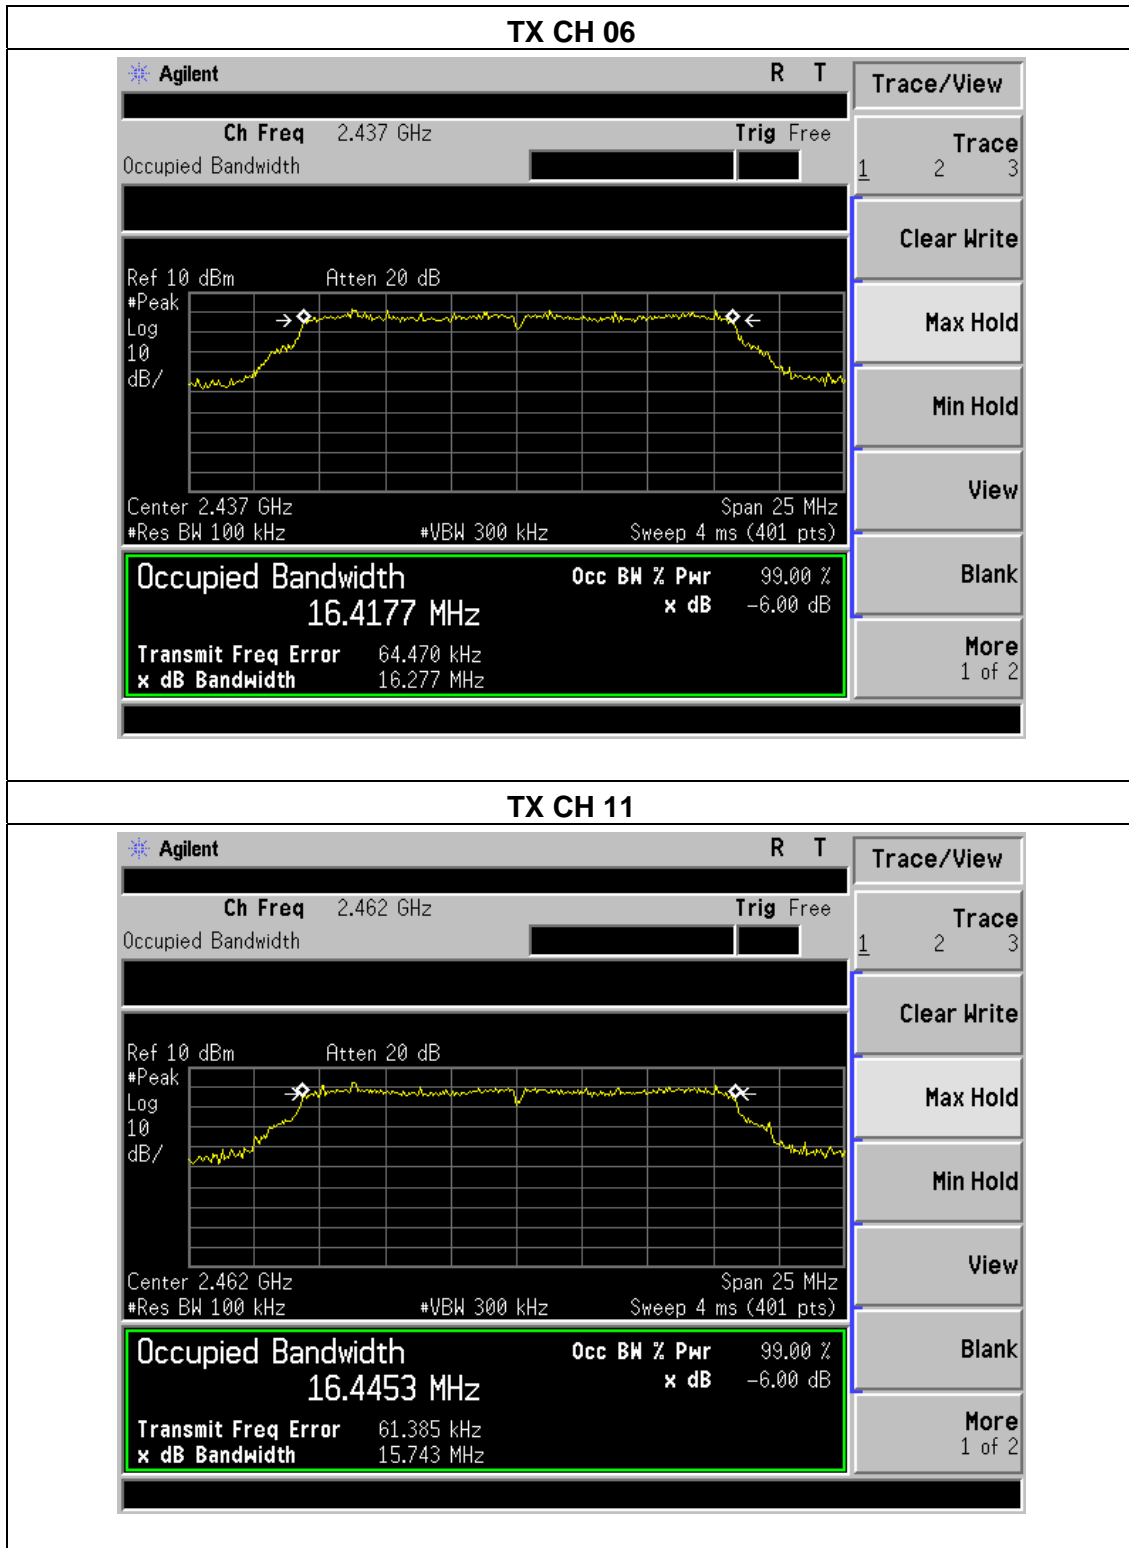 TX CH 06
Agilent R T
Trace/View
Ch Freq 2.437 GHz Trig Free
Occupied Bandwidth
Trace
1 2 3
Clear Write
Ref 10 dBm Atten 20 dB
#Peak
Log
10
dB/
Max Hold
Min Hold
View
Center 2.437 GHz Span 25 MHz
#Res BW 100 kHz #VBW 300 kHz Sweep 4 ms (401 pts)
Occupied Bandwidth Occ BW % Pwr 99.00 %
16.4177 MHz x dB -6.00 dB
Blank
Transmit Freq Error 64.470 kHz
x dB Bandwidth 16.277 MHz
More
1 of 2
TX CH 11
Agilent R T
Trace/View
Ch Freq 2.462 GHz Trig Free
Occupied Bandwidth
Trace
1 2 3
Clear Write
Ref 10 dBm Atten 20 dB
#Peak
Log
10
dB/
Max Hold
Min Hold
View
Center 2.462 GHz Span 25 MHz
#Res BW 100 kHz #VBW 300 kHz Sweep 4 ms (401 pts)
Occupied Bandwidth Occ BW % Pwr 99.00 %
16.4453 MHz x dB -6.00 dB
Blank
Transmit Freq Error 61.385 kHz
x dB Bandwidth 15.743 MHz
More
1 of 2